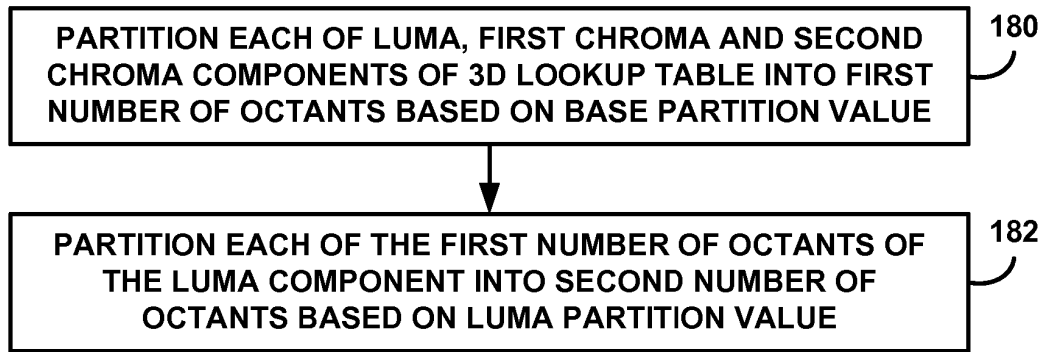 PARTITION EACH OF LUMA, FIRST CHROMA AND SECOND
CHROMA COMPONENTS OF 3D LOOKUP TABLE INTO FIRST
NUMBER OF OCTANTS BASED ON BASE PARTITION VALUE
180
PARTITION EACH OF THE FIRST NUMBER OF OCTANTS OF
THE LUMA COMPONENT INTO SECOND NUMBER OF
OCTANTS BASED ON LUMA PARTITION VALUE
182